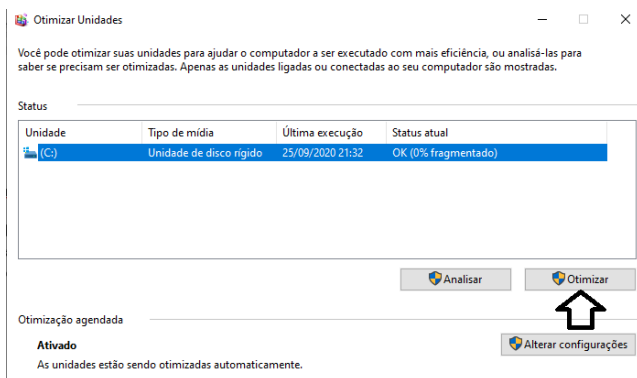 Otimizar Unidades
Você pode otimizar suas unidades para ajudar o computador a ser executado com mais eficiência, ou analisá-las para
saber se precisam ser otimizadas. Apenas as unidades ligadas ou conectadas ao seu computador são mostradas.
Status
Unidade Tipo de mídia Última execução Status atual
(C:) Unidade de disco rígido 25/09/2020 21:32 OK (0% fragmentado)
Analisar Otimizar
Otimização agendada
Ativado Alterar configurações
As unidades estão sendo otimizadas automaticamente.